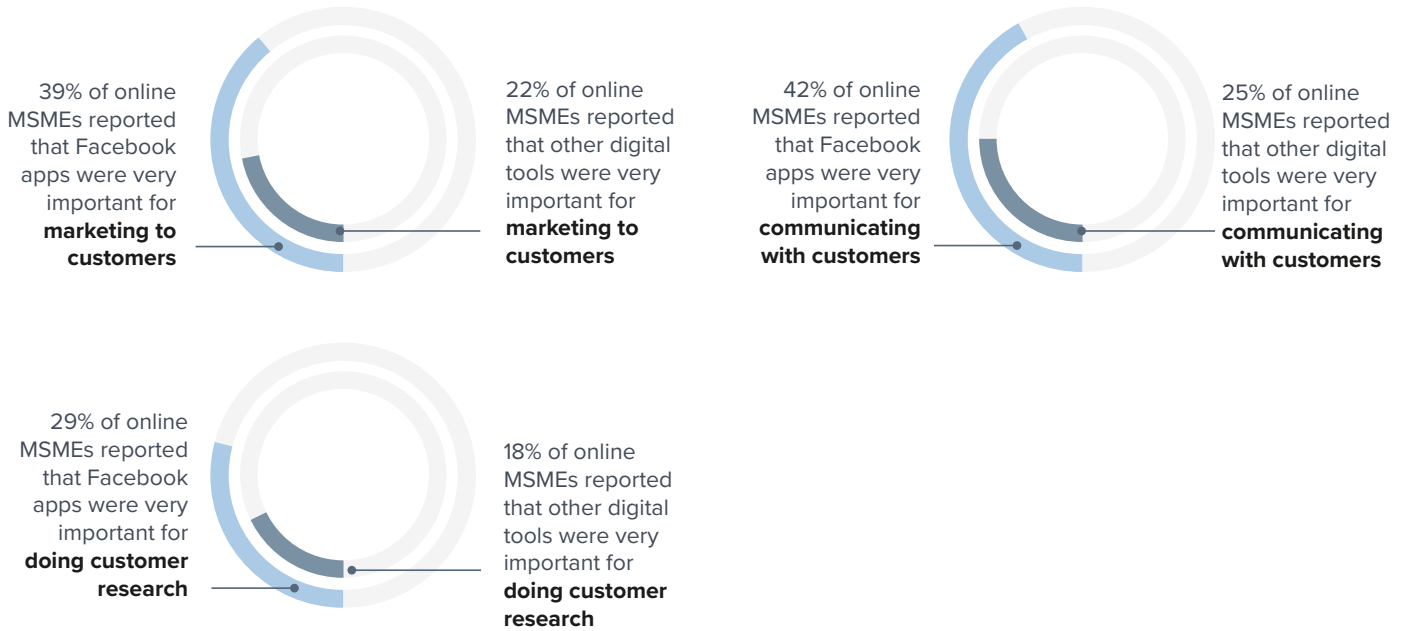 39% of online
MSMEs reported
that Facebook
apps were very
important for
marketing to
customers
22% of online
MSMEs reported
that other digital
tools were very
important for
marketing to
customers
42% of online
MSMEs reported
that Facebook
apps were very
important for
communicating
with customers
25% of online
MSMEs reported
that other digital
tools were very
important for
communicating
with customers
29% of online
MSMEs reported
that Facebook
apps were very
important for
doing customer
research
18% of online
MSMEs reported
that other digital
tools were very
important for
doing customer
research